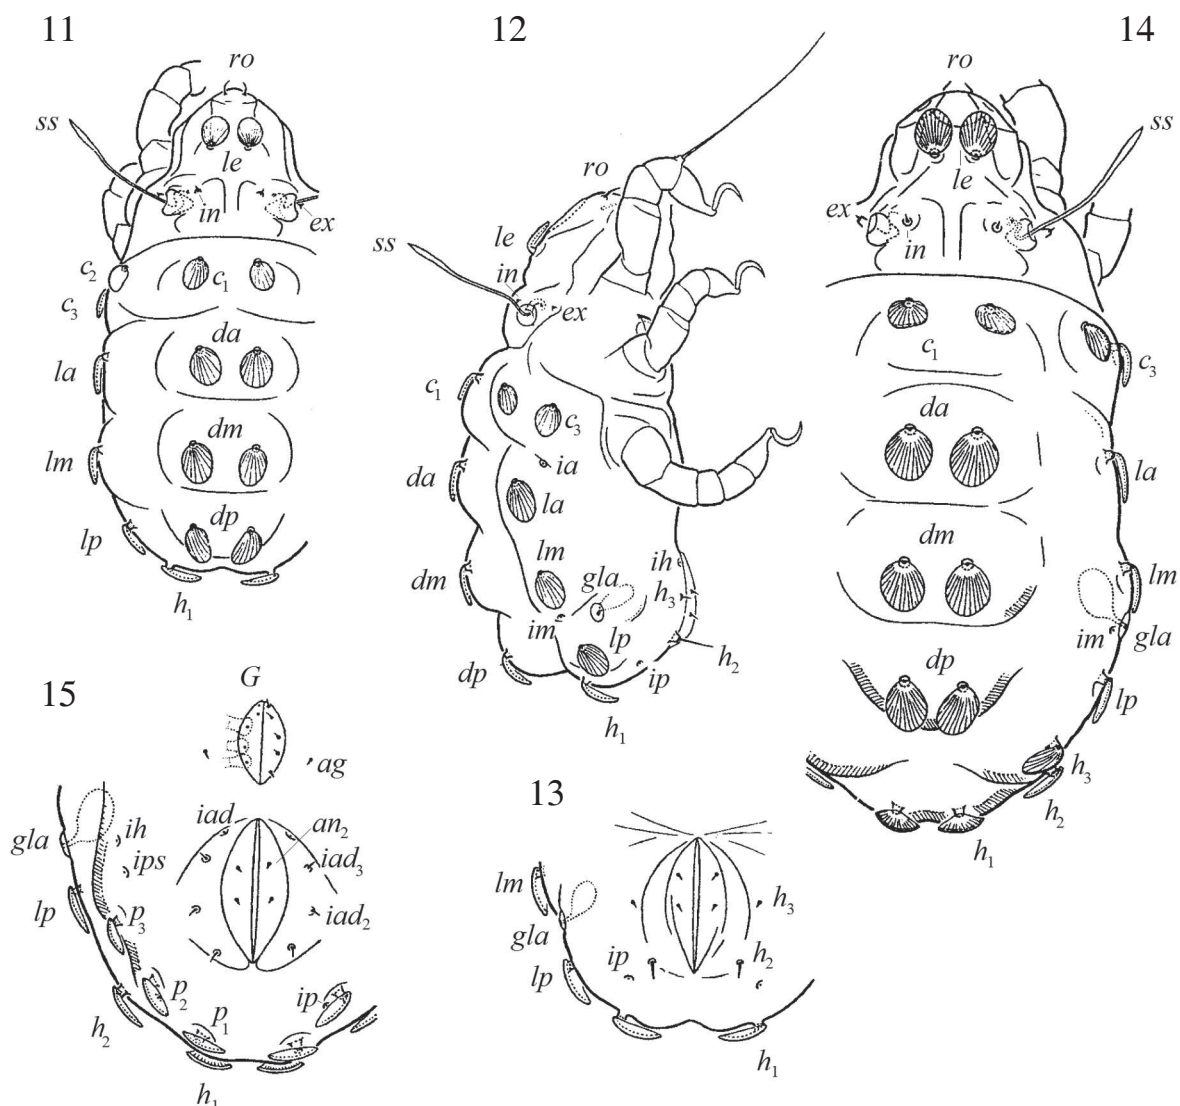 11
ro
ss
le
in
ex
c2
c1
c3
da
la
dm
lm
dp
lp
h1
12
ro
le
ss
in
ex
c1
c3
ia
da
la
lm
gla
ih
h3
dm
im
lp
h2
dp
ip
h1
14
ro
ss
le
ex
in
c1
c3
da
la
dm
lm
im
gla
dp
lp
h3
h2
h1
15
G
ag
iad
an2
gla
ih
iad3
ips
lp
iad2
p3
p2
ip
p1
h2
h1
13
lm
h3
gla
h2
ip
lp
h1